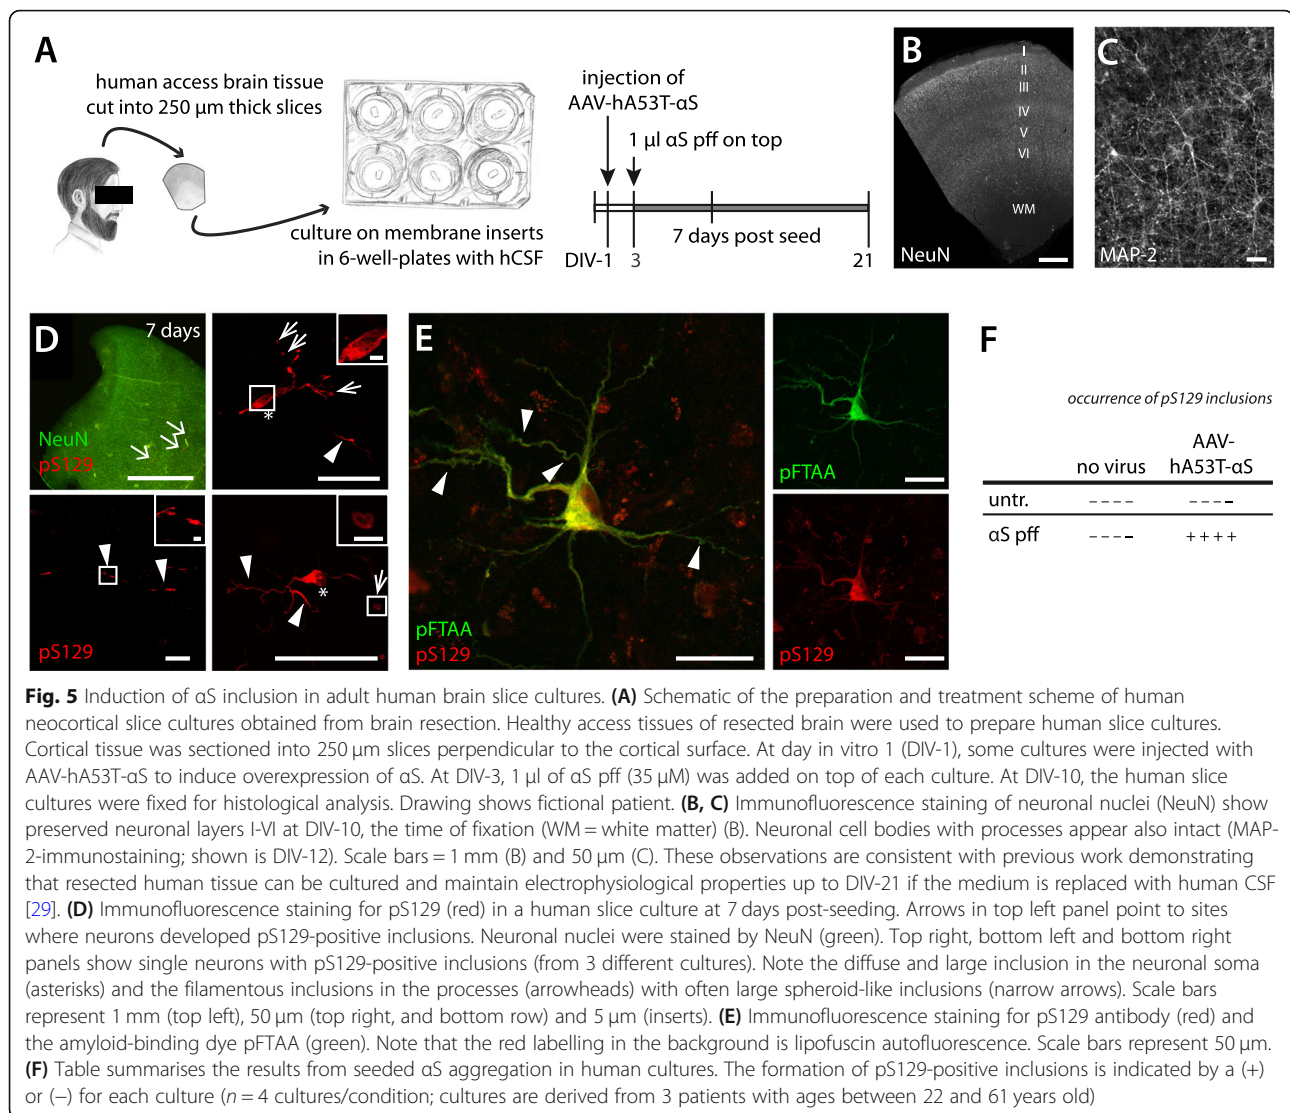 A
human access brain tissue
cut into 250 µm thick slices
culture on membrane inserts
in 6-well-plates with hCSF
injection of
AAV-hA53T-αS
1 µl αS pff on top
7 days post seed
DIV-1
3
21
B
I
II
III
IV
V
VI
WM
NeuN
C
MAP-2
D
7 days
NeuN
pS129
*
pS129
*
E
pFTAA
pS129
pFTAA
pS129
F
occurrence of pS129 inclusions
no virus
AAV-
hA53T-αS
untr.
– – – –
– – – –
αS pff
– – – –
+ + + +
Fig. 5 Induction of αS inclusion in adult human brain slice cultures. (A) Schematic of the preparation and treatment scheme of human
neocortical slice cultures obtained from brain resection. Healthy access tissues of resected brain were used to prepare human slice cultures.
Cortical tissue was sectioned into 250 µm slices perpendicular to the cortical surface. At day in vitro 1 (DIV-1), some cultures were injected with
AAV-hA53T-αS to induce overexpression of αS. At DIV-3, 1 µl of αS pff (35 µM) was added on top of each culture. At DIV-10, the human slice
cultures were fixed for histological analysis. Drawing shows fictional patient. (B, C) Immunofluorescence staining of neuronal nuclei (NeuN) show
preserved neuronal layers I-VI at DIV-10, the time of fixation (WM = white matter) (B). Neuronal cell bodies with processes appear also intact (MAP-
2-immunostaining; shown is DIV-12). Scale bars = 1 mm (B) and 50 µm (C). These observations are consistent with previous work demonstrating
that resected human tissue can be cultured and maintain electrophysiological properties up to DIV-21 if the medium is replaced with human CSF
[29]. (D) Immunofluorescence staining for pS129 (red) in a human slice culture at 7 days post-seeding. Arrows in top left panel point to sites
where neurons developed pS129-positive inclusions. Neuronal nuclei were stained by NeuN (green). Top right, bottom left and bottom right
panels show single neurons with pS129-positive inclusions (from 3 different cultures). Note the diffuse and large inclusion in the neuronal soma
(asterisks) and the filamentous inclusions in the processes (arrowheads) with often large spheroid-like inclusions (narrow arrows). Scale bars
represent 1 mm (top left), 50 µm (top right, and bottom row) and 5 µm (inserts). (E) Immunofluorescence staining for pS129 antibody (red) and
the amyloid-binding dye pFTAA (green). Note that the red labelling in the background is lipofuscin autofluorescence. Scale bars represent 50 µm.
(F) Table summarises the results from seeded αS aggregation in human cultures. The formation of pS129-positive inclusions is indicated by a (+)
or (−) for each culture (n = 4 cultures/condition; cultures are derived from 3 patients with ages between 22 and 61 years old)